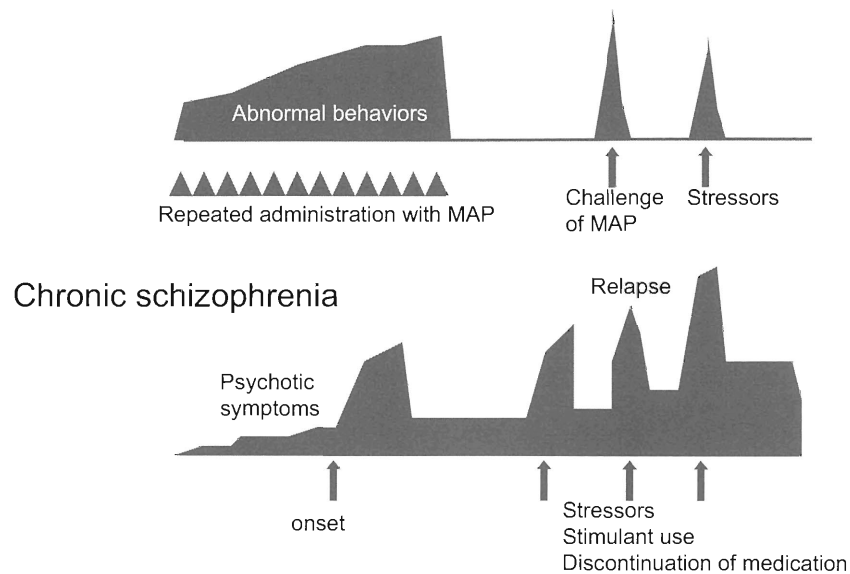 Abnormal behaviors
Repeated administration with MAP
Challenge
of MAP
Stressors
Chronic schizophrenia
Relapse
Psychotic
symptoms
onset
Stressors
Stimulant use
Discontinuation of medication